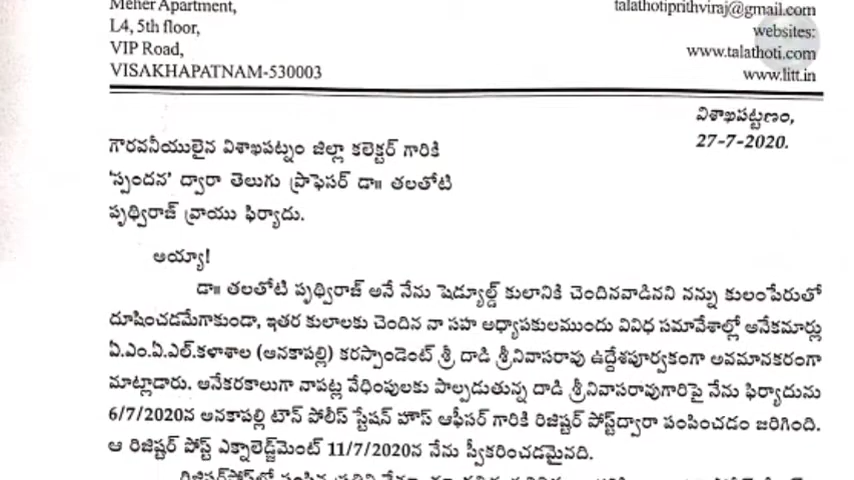 Meher Apartment,
L4, 5th floor,
VIP Road,
VISAKHAPATNAM-530003
talathotiprithviraj@gmail.com
websites:
www.talathoti.com
www.litt.in
విశాఖపట్టణం,
27-7-2020.
గౌరవనీయులైన విశాఖపట్నం జిల్లా కలెక్టర్ గారికి
'స్పందన' ద్వారా తెలుగు ప్రొఫెసర్ డా॥ తలతోటి
పృథ్విరాజ్ వ్రాయు ఫిర్యాదు.
అయ్యా!
డా॥ తలతోటి పృథ్విరాజ్ అనే నేను షెడ్యూల్డ్ కులానికి చెందినవాడినని నన్ను కులంపేరుతో
దూషించడమేగాకుండా, ఇతర కులాలకు చెందిన నా సహ అధ్యాపకులముందు వివిధ సమావేశాల్లో అనేకమార్లు
ఏ.ఎం.ఏ.ఎల్.కళాశాల (అనకాపల్లి) కరస్పాండెంట్ శ్రీ దాడి శ్రీనివాసరావు ఉద్దేశపూర్వకంగా అవమానకరంగా
మాట్లాడారు. అనేకరకాలుగా నాపట్ల వేధింపులకు పాల్పడుతున్న దాడి శ్రీనివాసరావుగారిపై నేను ఫిర్యాదును
6/7/2020న అనకాపల్లి టౌన్ పోలీస్ స్టేషన్ హౌస్ ఆఫీసర్ గారికి రిజిష్టర్ పోస్ట్‌ద్వారా పంపించడం జరిగింది.
ఆ రిజిష్టర్ పోస్ట్ ఎక్నాలెడ్జ్‌మెంట్ 11/7/2020న నేను స్వీకరించడమైనది.